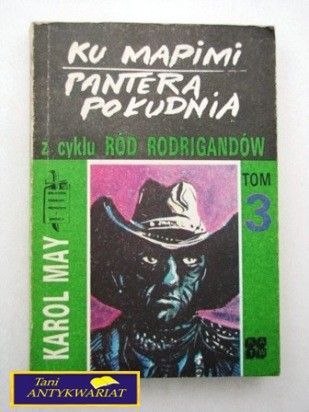 KU MAPIMI
PANTERA
POŁUDNIA
z cyklu RÓD RODRIGANDÓW
TOM
3
KAROL MAY
Tani
ANTYKWARIAT